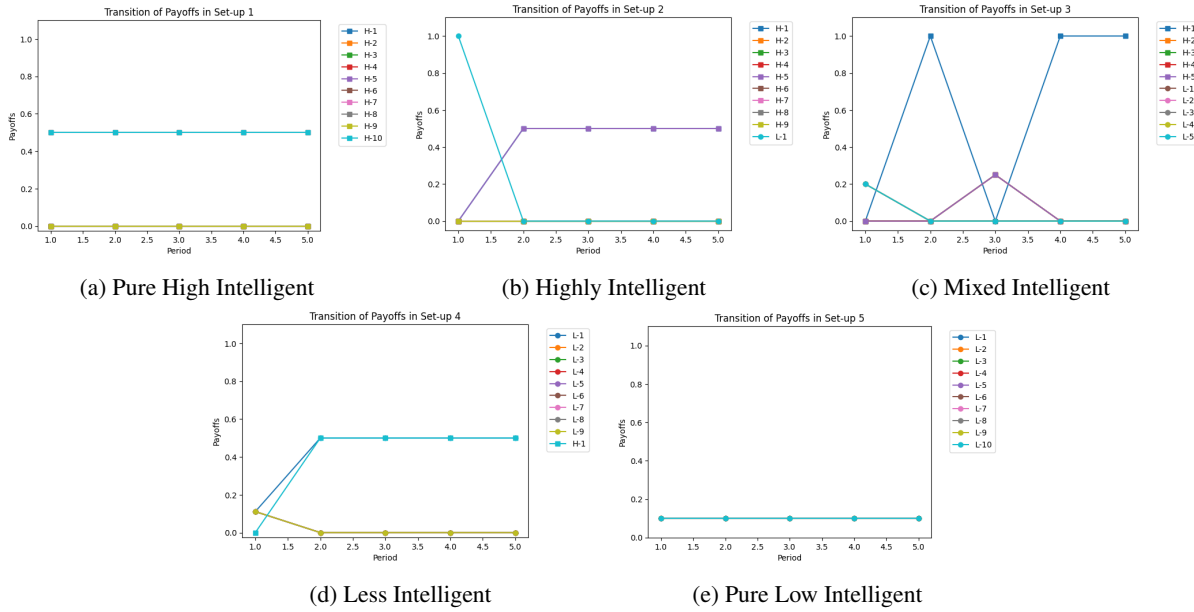 Transition of Payoffs in Set-up 1
Payoffs
1.0
0.8
0.6
0.4
0.2
0.0
1.0 1.5 2.0 2.5 3.0 3.5 4.0 4.5 5.0
Period
H-1
H-2
H-3
H-4
H-5
H-6
H-7
H-8
H-9
H-10
(a) Pure High Intelligent
Transition of Payoffs in Set-up 2
Payoffs
1.0
0.8
0.6
0.4
0.2
0.0
1.0 1.5 2.0 2.5 3.0 3.5 4.0 4.5 5.0
Period
H-1
H-2
H-3
H-4
H-5
H-6
H-7
H-8
H-9
L-1
(b) Highly Intelligent
Transition of Payoffs in Set-up 3
Payoffs
1.0
0.8
0.6
0.4
0.2
0.0
1.0 1.5 2.0 2.5 3.0 3.5 4.0 4.5 5.0
Period
H-1
H-2
H-3
H-4
H-5
L-1
L-2
L-3
L-4
L-5
(c) Mixed Intelligent
Transition of Payoffs in Set-up 4
Payoffs
1.0
0.8
0.6
0.4
0.2
0.0
1.0 1.5 2.0 2.5 3.0 3.5 4.0 4.5 5.0
Period
L-1
L-2
L-3
L-4
L-5
L-6
L-7
L-8
L-9
H-1
(d) Less Intelligent
Transition of Payoffs in Set-up 5
Payoffs
1.0
0.8
0.6
0.4
0.2
0.0
1.0 1.5 2.0 2.5 3.0 3.5 4.0 4.5 5.0
Period
L-1
L-2
L-3
L-4
L-5
L-6
L-7
L-8
L-9
L-10
(e) Pure Low Intelligent